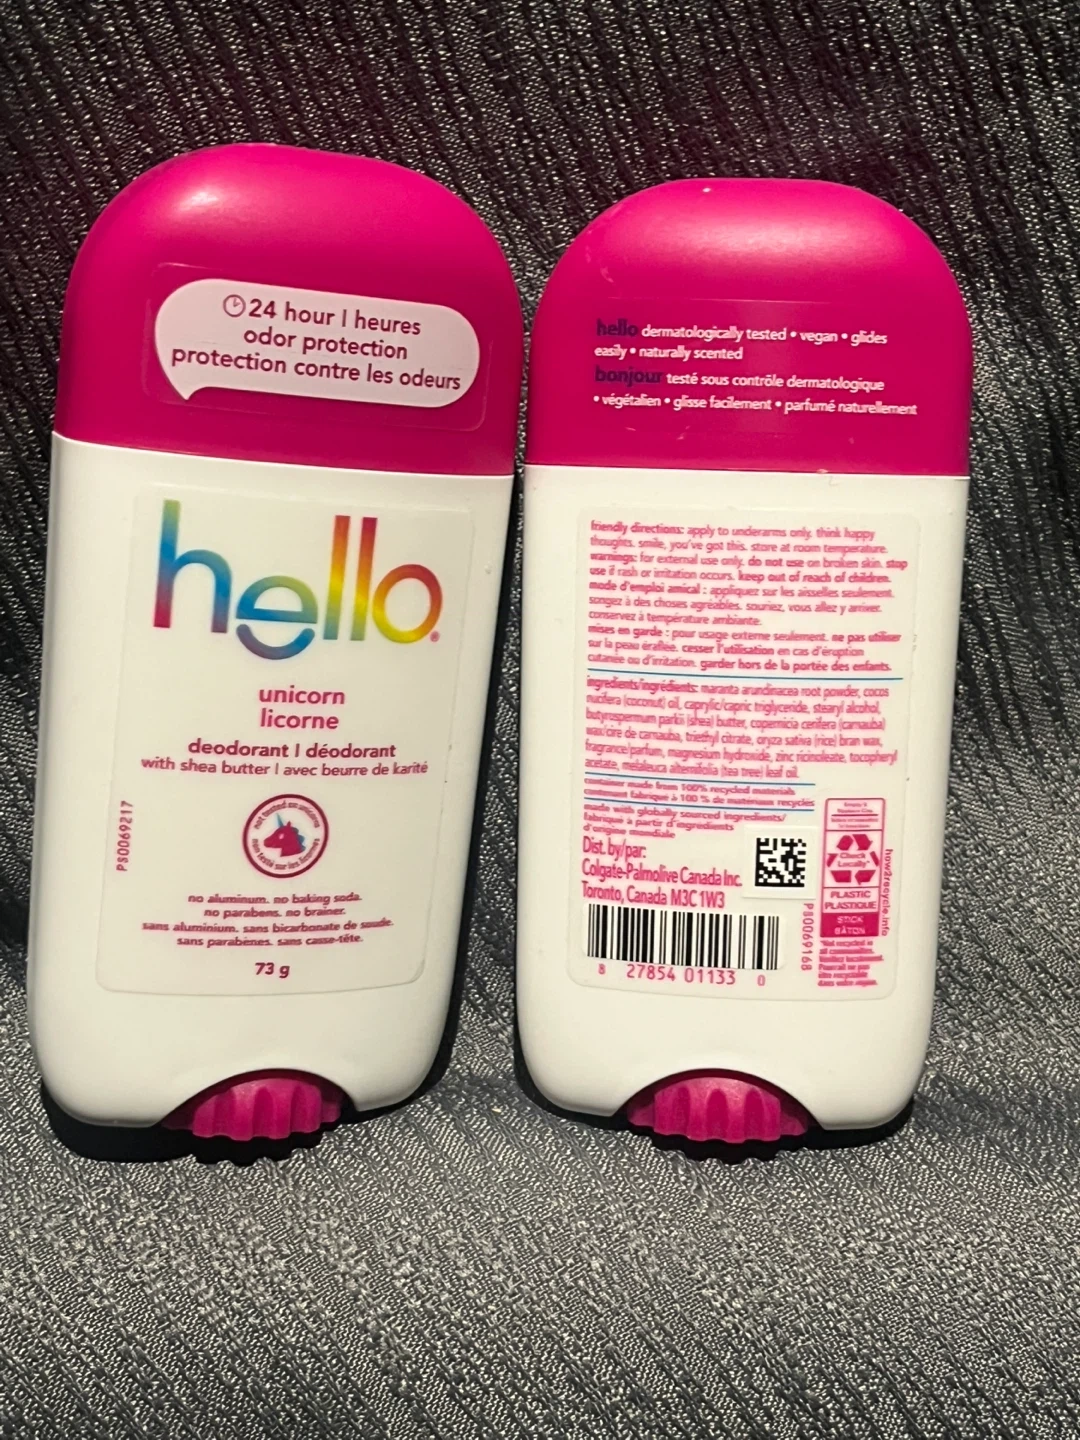 24 hour | heures
odor protection
protection contre les odeurs
hello®
unicorn
licorne
deodorant | déodorant
with shea butter | avec beurre de karité
not tested on unicorns
non testé sur les licornes
PS0069217
no aluminum. no baking soda.
no parabens. no brainer.
sans aluminium. sans bicarbonate de soude.
sans parabènes. sans casse-tête.
73 g
hello dermatologically tested • vegan • glides
easily • naturally scented
bonjour testé sous contrôle dermatologique
• végétalien • glisse facilement • parfumé naturellement
friendly directions: apply to underarms only. think happy
thoughts. smile, you've got this. store at room temperature.
warnings: for external use only. do not use on broken skin. stop
use if rash or irritation occurs. keep out of reach of children.
mode d'emploi amical : appliquez sur les aisselles seulement.
songez à des choses agréables. souriez, vous allez y arriver.
conservez à température ambiante.
mises en garde : pour usage externe seulement. ne pas utiliser
sur la peau éraflée. cesser l'utilisation en cas d'éruption
cutanée ou d'irritation. garder hors de la portée des enfants.
ingredients/ingrédients: maranta arundinacea root powder, cocos
nucifera (coconut) oil, caprylic/capric triglyceride, stearyl alcohol,
butyrospermum parkii (shea) butter, copernicia cerifera (carnauba)
wax/cire de carnauba, triethyl citrate, oryza sativa (rice) bran wax,
fragrance/parfum, magnesium hydroxide, zinc ricinoleate, tocopheryl
acetate, melaleuca alternifolia (tea tree) leaf oil.
container made from 100% recycled materials
contenant fabriqué à 100 % de matériaux recyclés
made with globally sourced ingredients/
fabriqué à partir d'ingredients
d'origine mondiale
Dist. by/par:
Colgate-Palmolive Canada Inc.
Toronto, Canada M3C 1W3
8 27854 01133 0
PS0069168
Check
Locally*
PLASTIC
PLASTIQUE
STICK
BÂTON
how2recycle.info